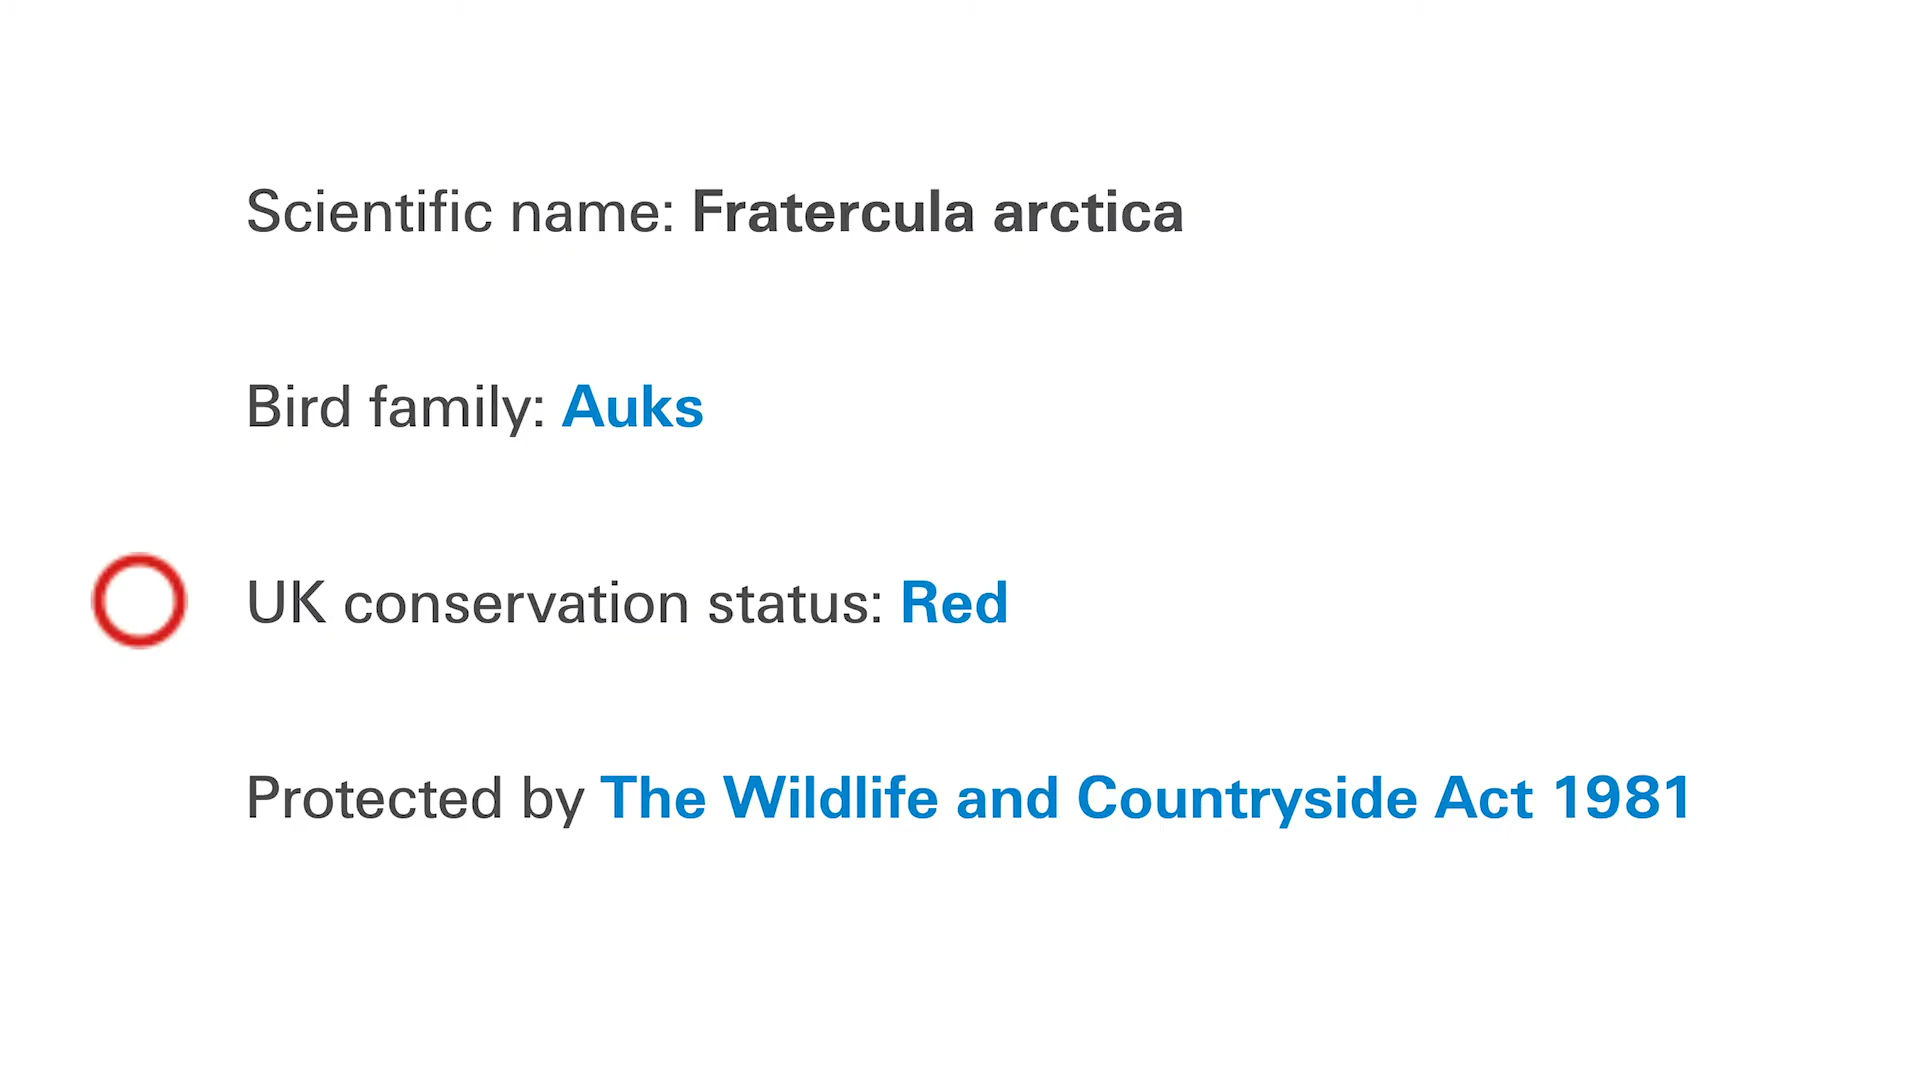 Scientific name: Fratercula arctica
Bird family: Auks
UK conservation status: Red
Protected by The Wildlife and Countryside Act 1981